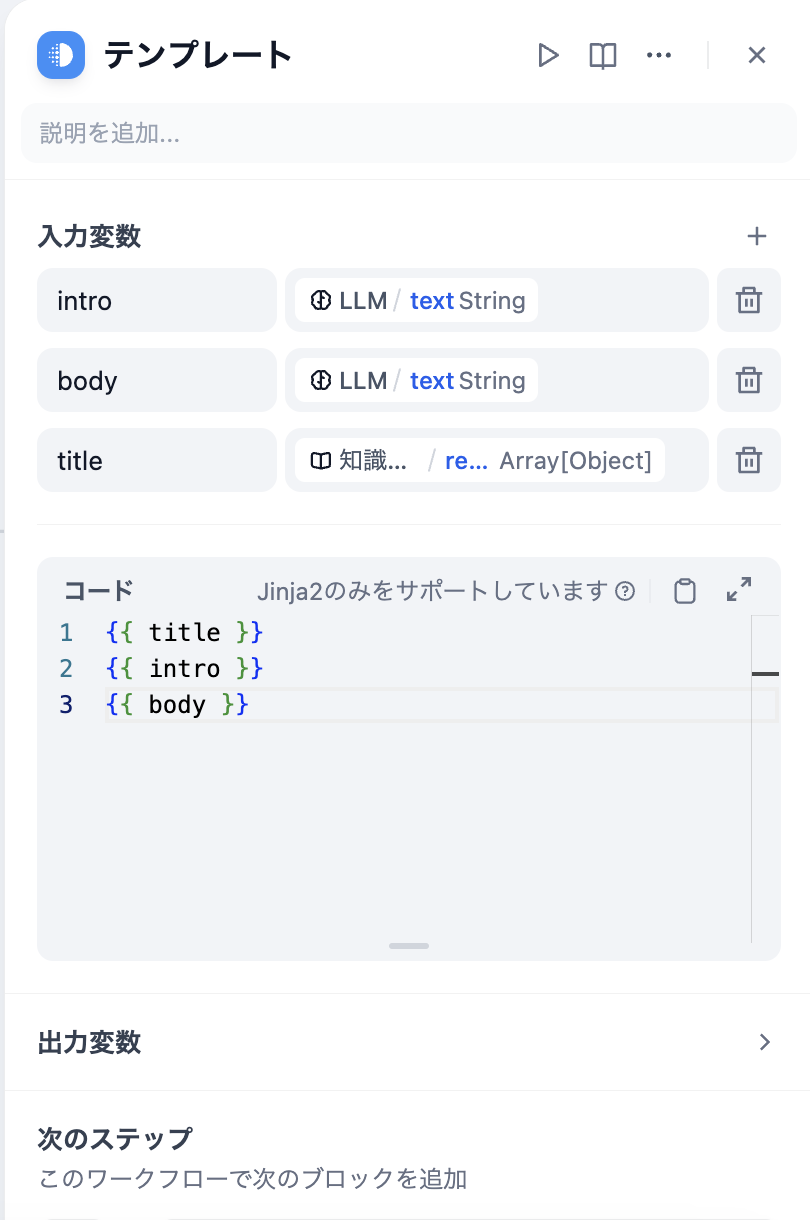 テンプレート
説明を追加...
入力変数
intro LLM / text String
body LLM / text String
title 知識... / re... Array[Object]
コード Jinja2のみをサポートしています
1 {{ title }}
2 {{ intro }}
3 {{ body }}
出力変数
次のステップ
このワークフローで次のブロックを追加